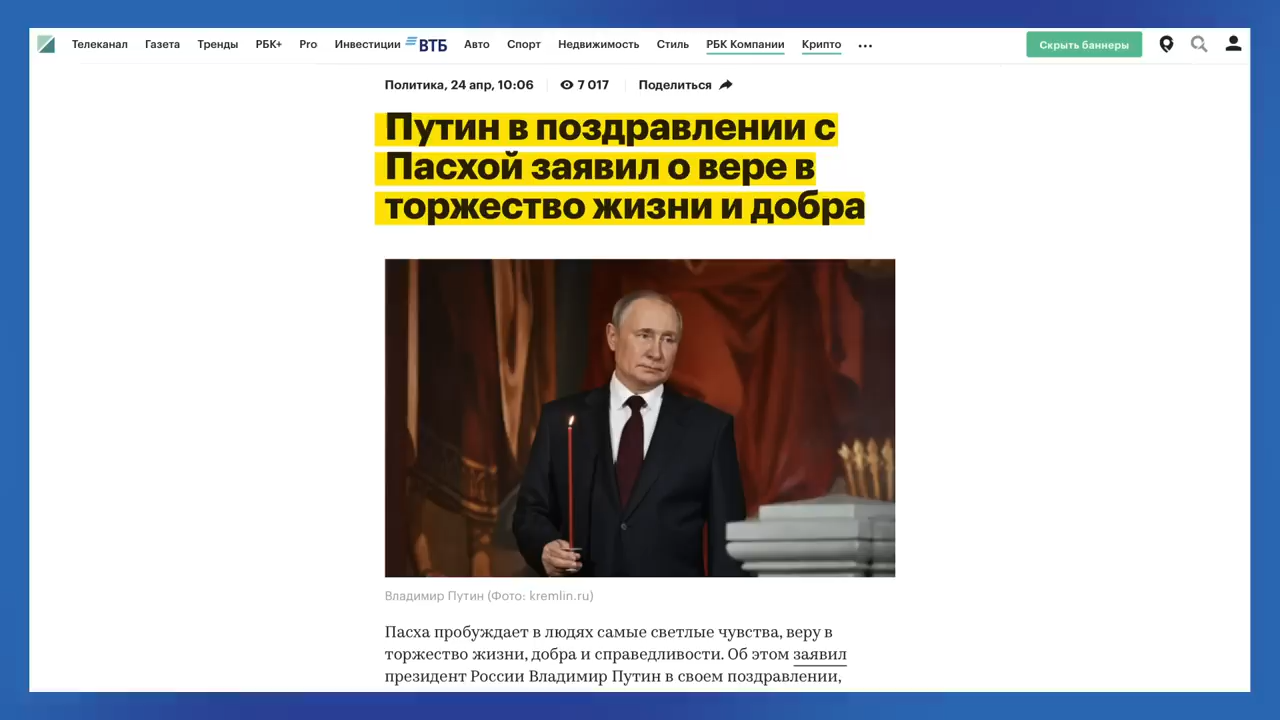 Телеканал Газета Тренды РБК+ Pro Инвестиции ВТБ Авто Спорт Недвижимость Стиль РБК Компании Крипто ... Скрыть баннеры
Политика, 24 апр, 10:06 7 017 Поделиться
Путин в поздравлении с
Пасхой заявил о вере в
торжество жизни и добра
Владимир Путин (Фото: kremlin.ru)
Пасха пробуждает в людях самые светлые чувства, веру в
торжество жизни, добра и справедливости. Об этом заявил
президент России Владимир Путин в своем поздравлении,